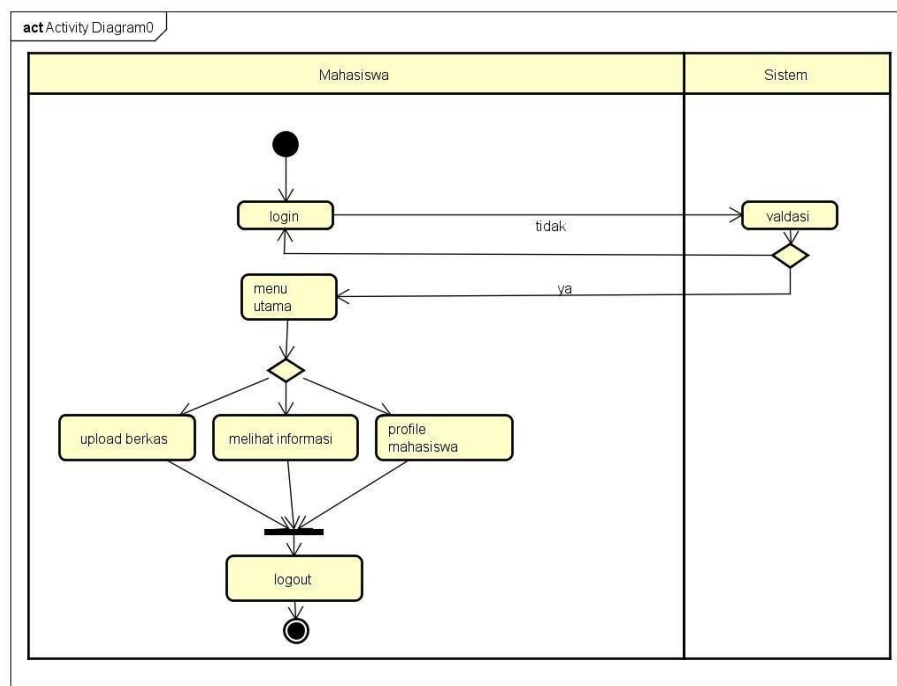 act Activity Diagram0
Mahasiswa
Sistem
login
tidak
valdasi
menu
utama
ya
upload berkas
melihat informasi
profile
mahasiswa
logout